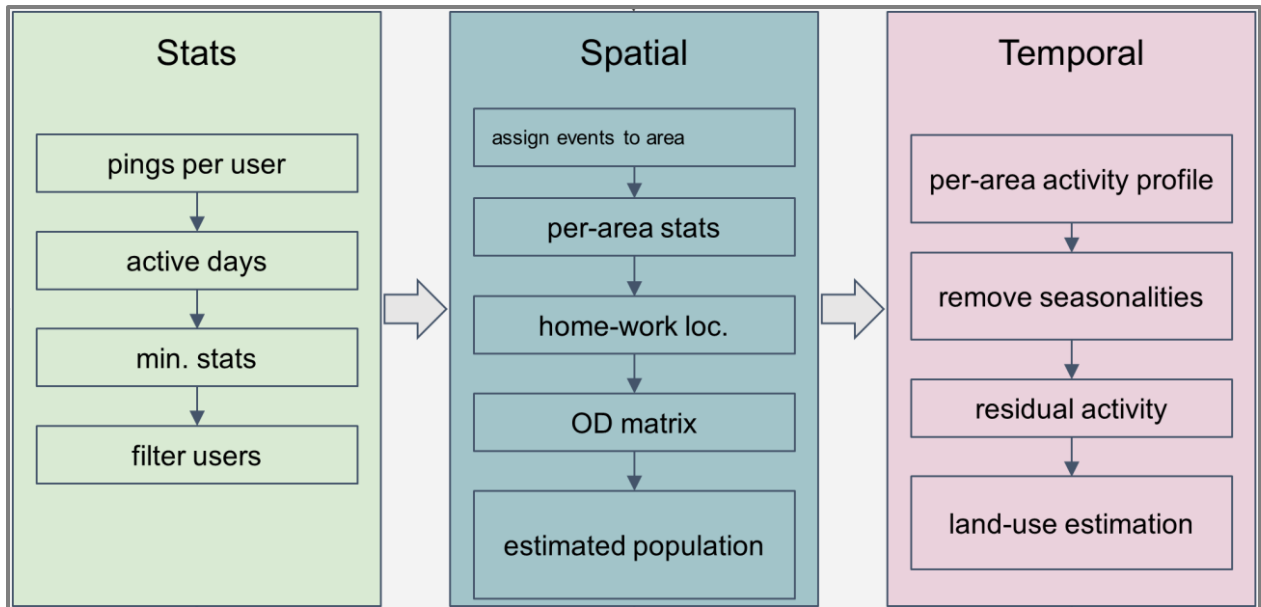 Stats
pings per user
active days
min. stats
filter users
Spatial
assign events to area
per-area stats
home-work loc.
OD matrix
estimated population
Temporal
per-area activity profile
remove seasonalities
residual activity
land-use estimation